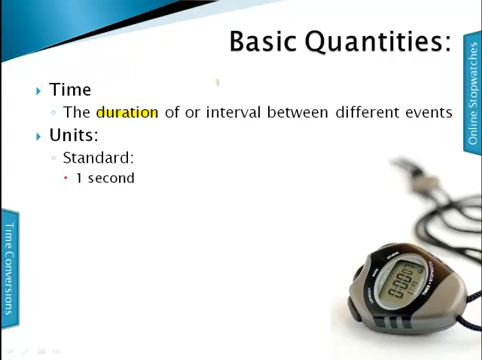 Basic Quantities:
Time
The duration of or interval between different events
Units:
Standard:
1 second
Online Stopwatches
Time Conversions